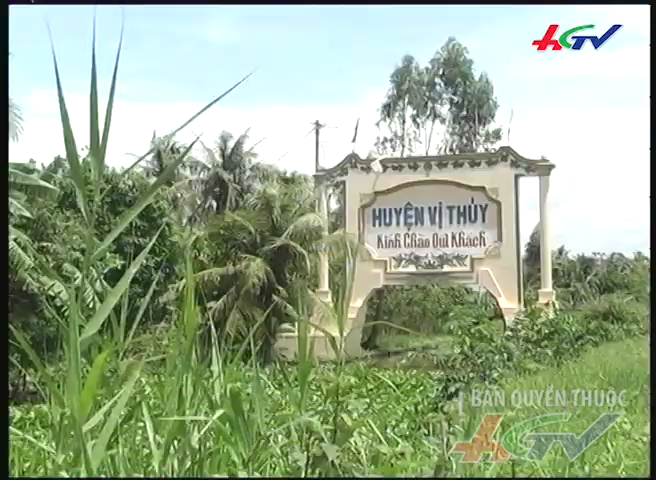 HGTV
HUYỆN VỊ THỦY
Kính Chào Quí Khách
BẢN QUYỀN THUỘC
HGTV